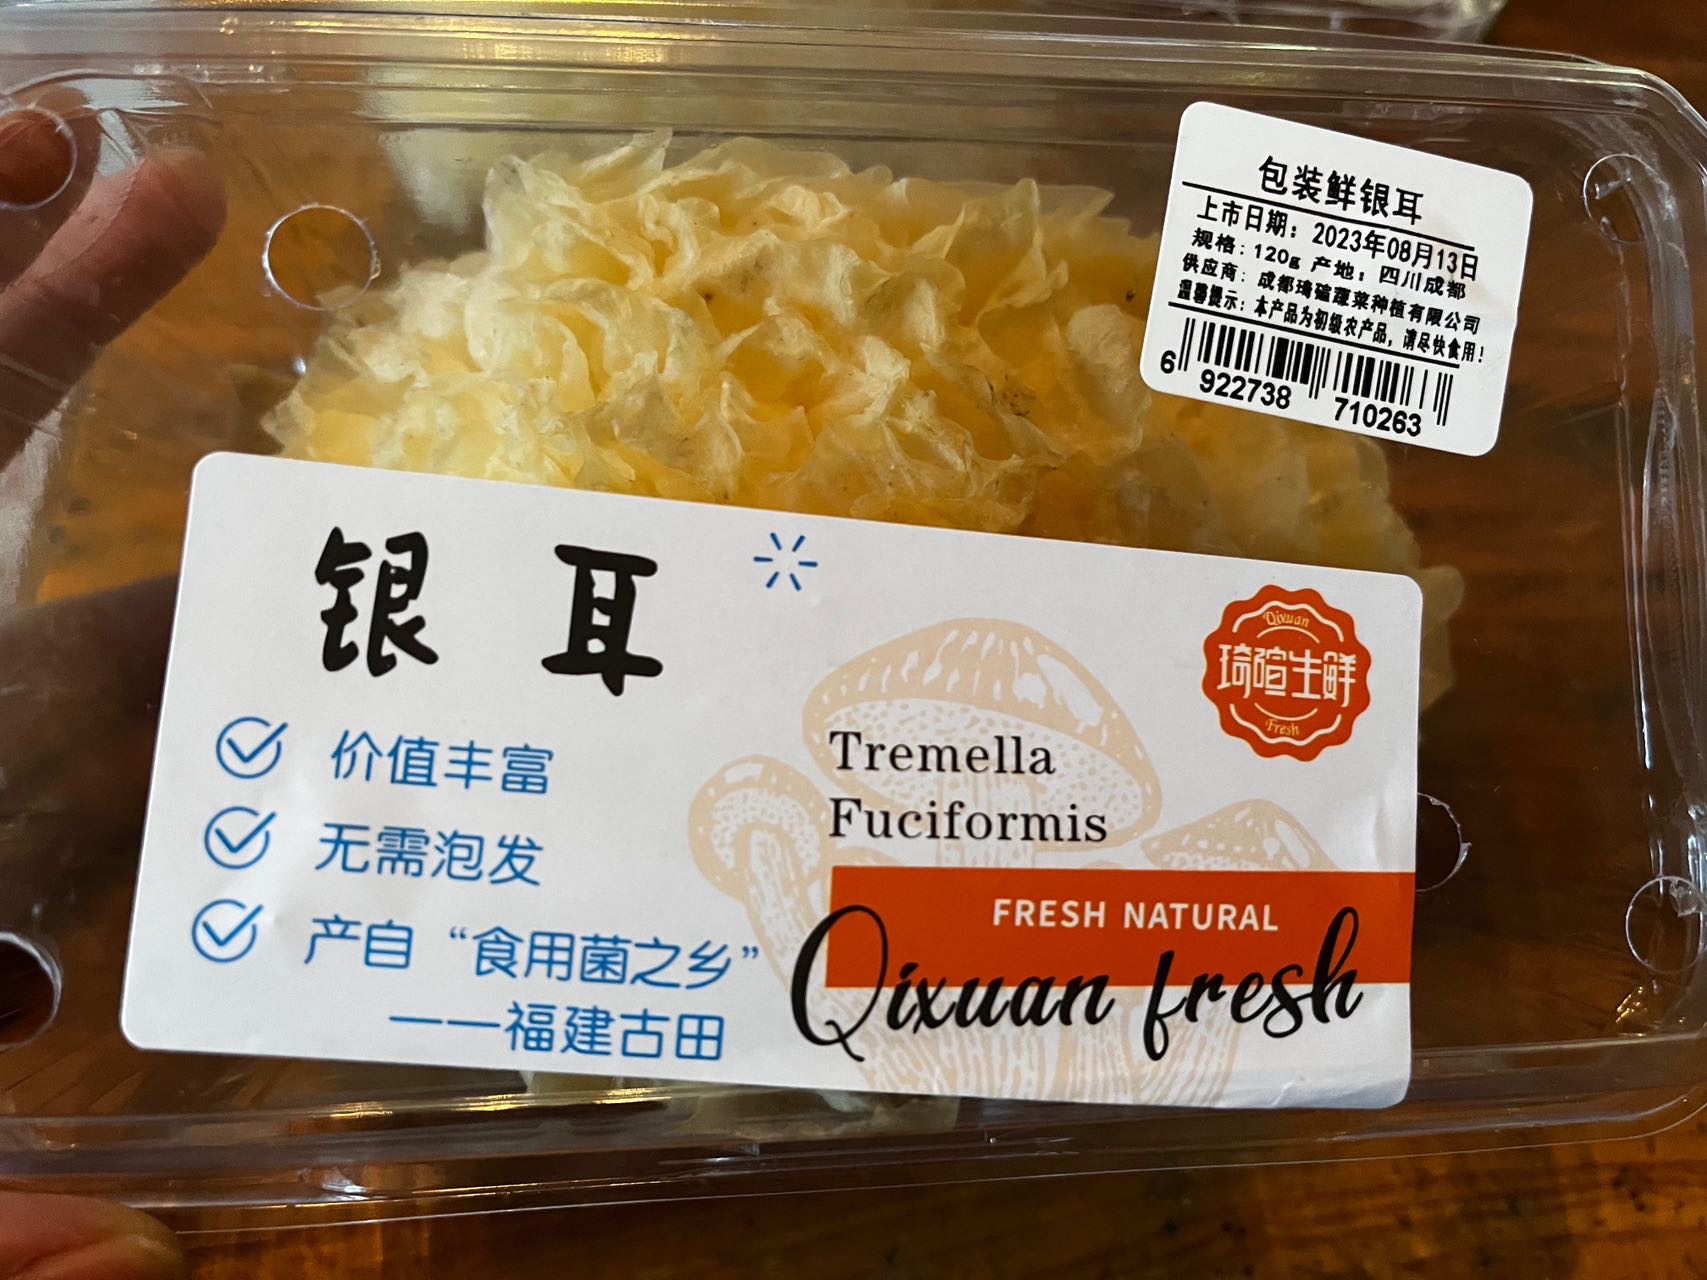 包装鲜银耳
上市日期：2023年08月13日
规格：120g 产地：四川成都
供应商：成都琦碹蔬菜种植有限公司
温馨提示：本产品为初级农产品，请尽快食用！
6 922738 710263
银耳
Qixuan
琦碹生鲜
Fresh
价值丰富
无需泡发
产自“食用菌之乡”
——福建古田
Tremella
Fuciformis
FRESH NATURAL
Qixuan fresh